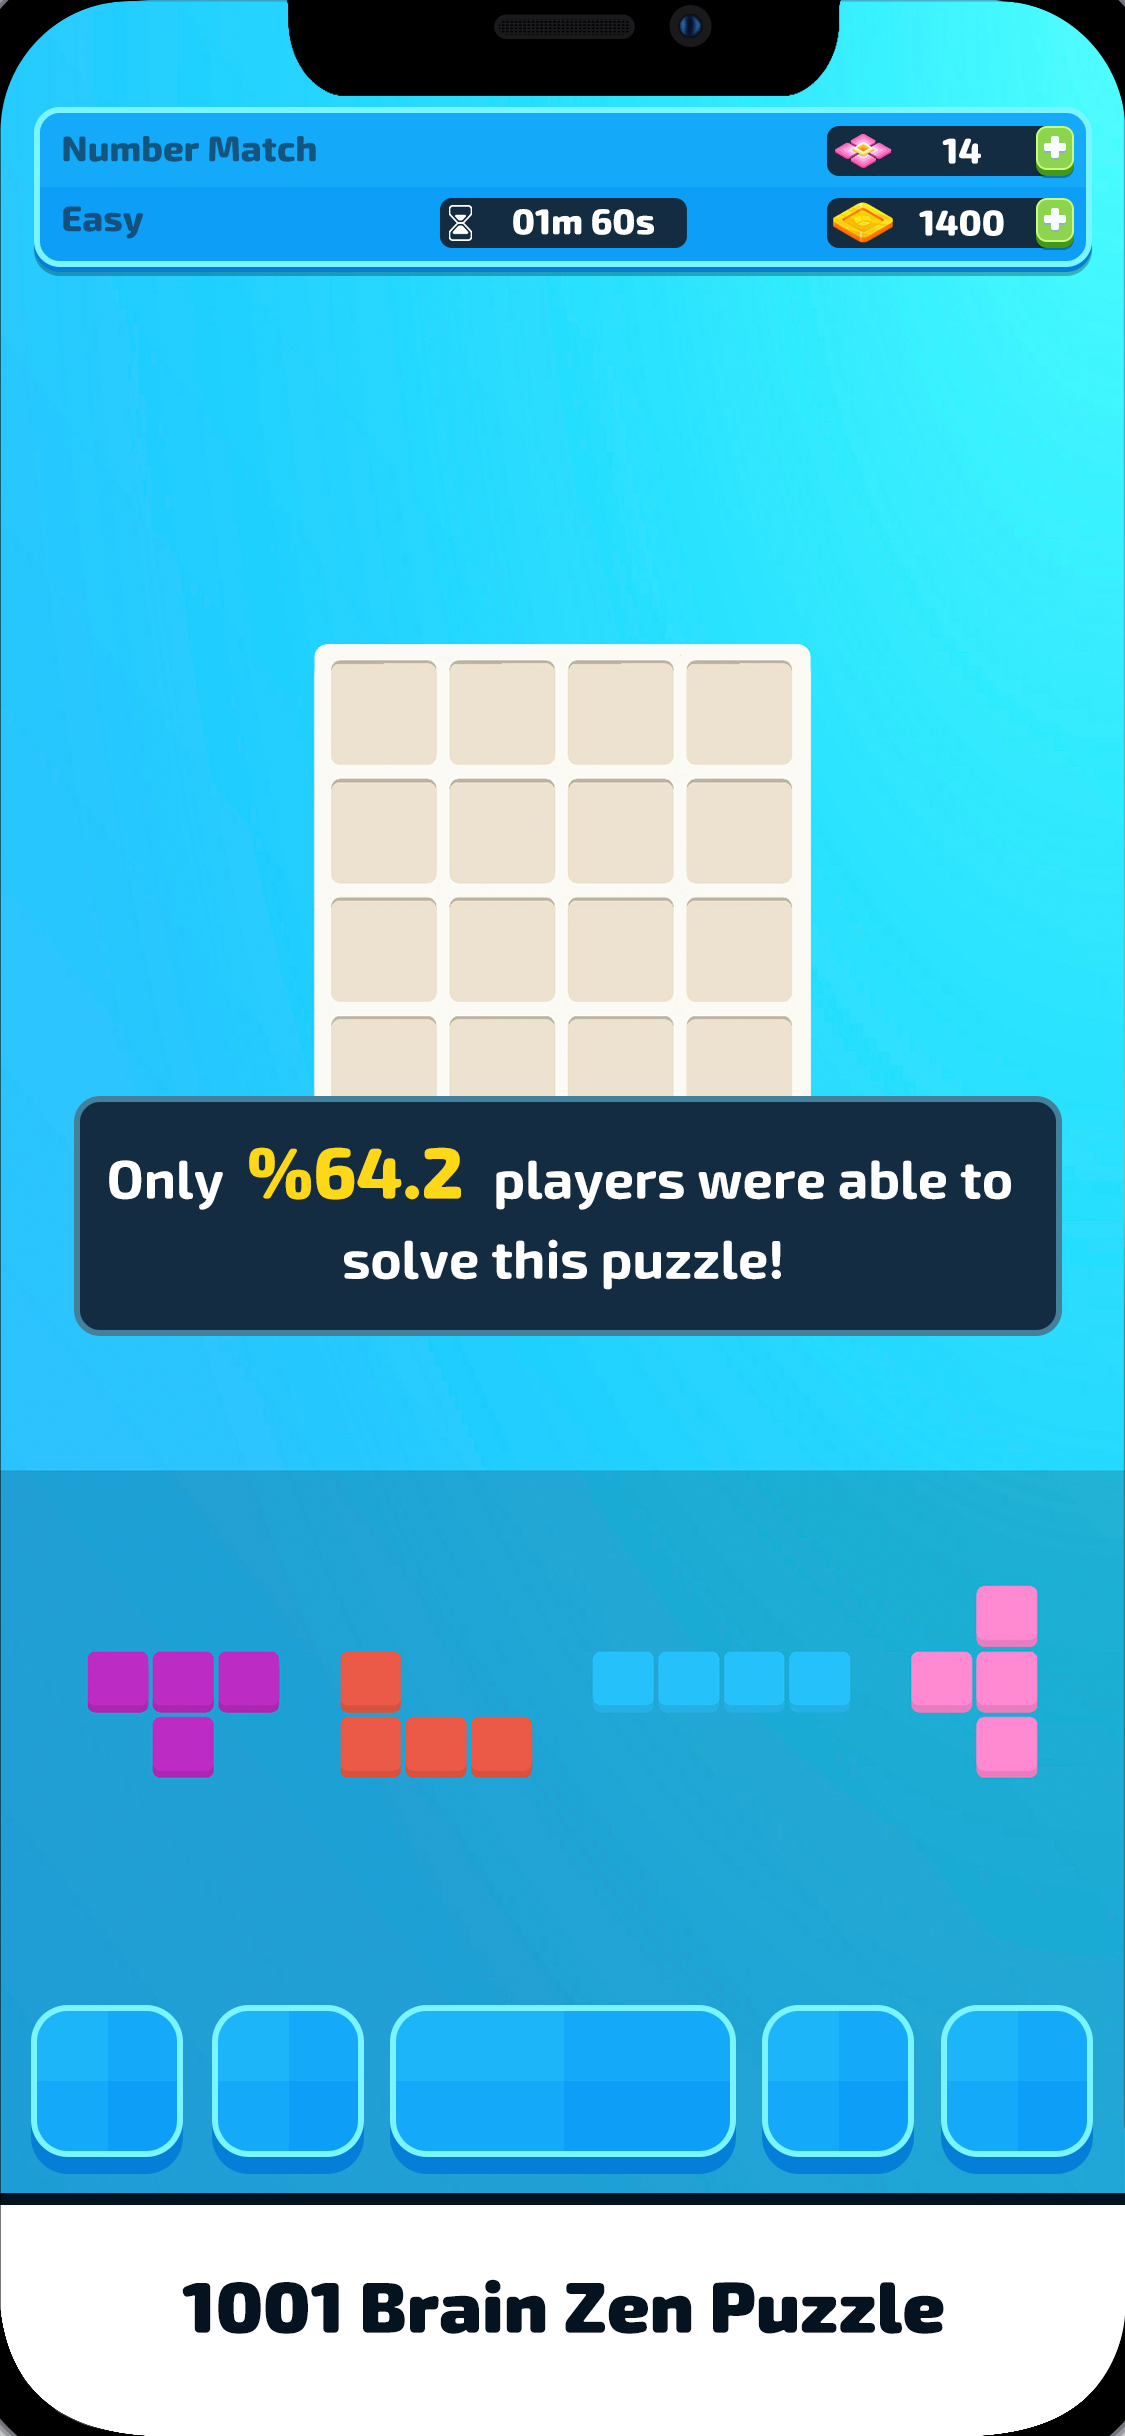 Number Match
14
Easy
01m 60s
1400
Only %64.2 players were able to
solve this puzzle!
1001 Brain Zen Puzzle